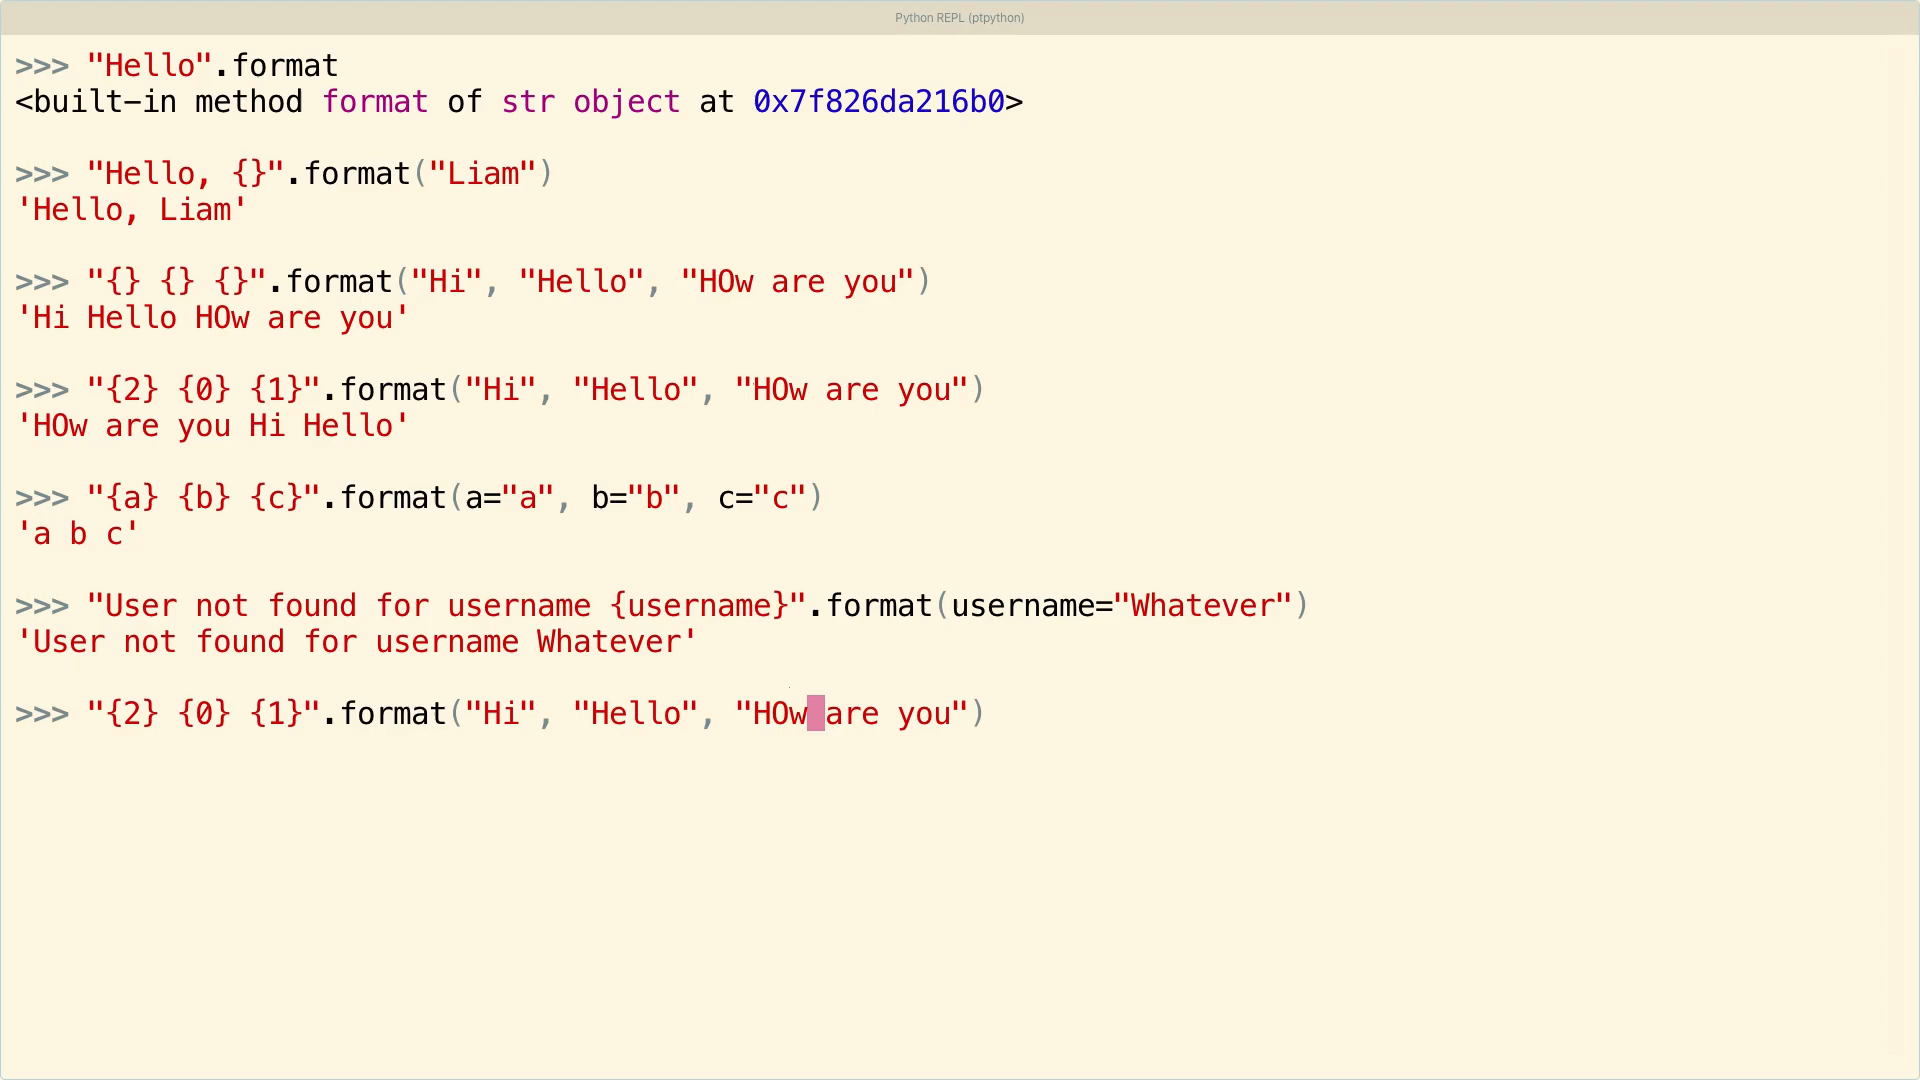 Python REPL (ptpython)
>>> "Hello".format
<built-in method format of str object at 0x7f826da216b0>
>>> "Hello, {}".format("Liam")
'Hello, Liam'
>>> "{} {} {}".format("Hi", "Hello", "HOw are you")
'Hi Hello HOw are you'
>>> "{2} {0} {1}".format("Hi", "Hello", "HOw are you")
'HOw are you Hi Hello'
>>> "{a} {b} {c}".format(a="a", b="b", c="c")
'a b c'
>>> "User not found for username {username}".format(username="Whatever")
'User not found for username Whatever'
>>> "{2} {0} {1}".format("Hi", "Hello", "HOw are you")